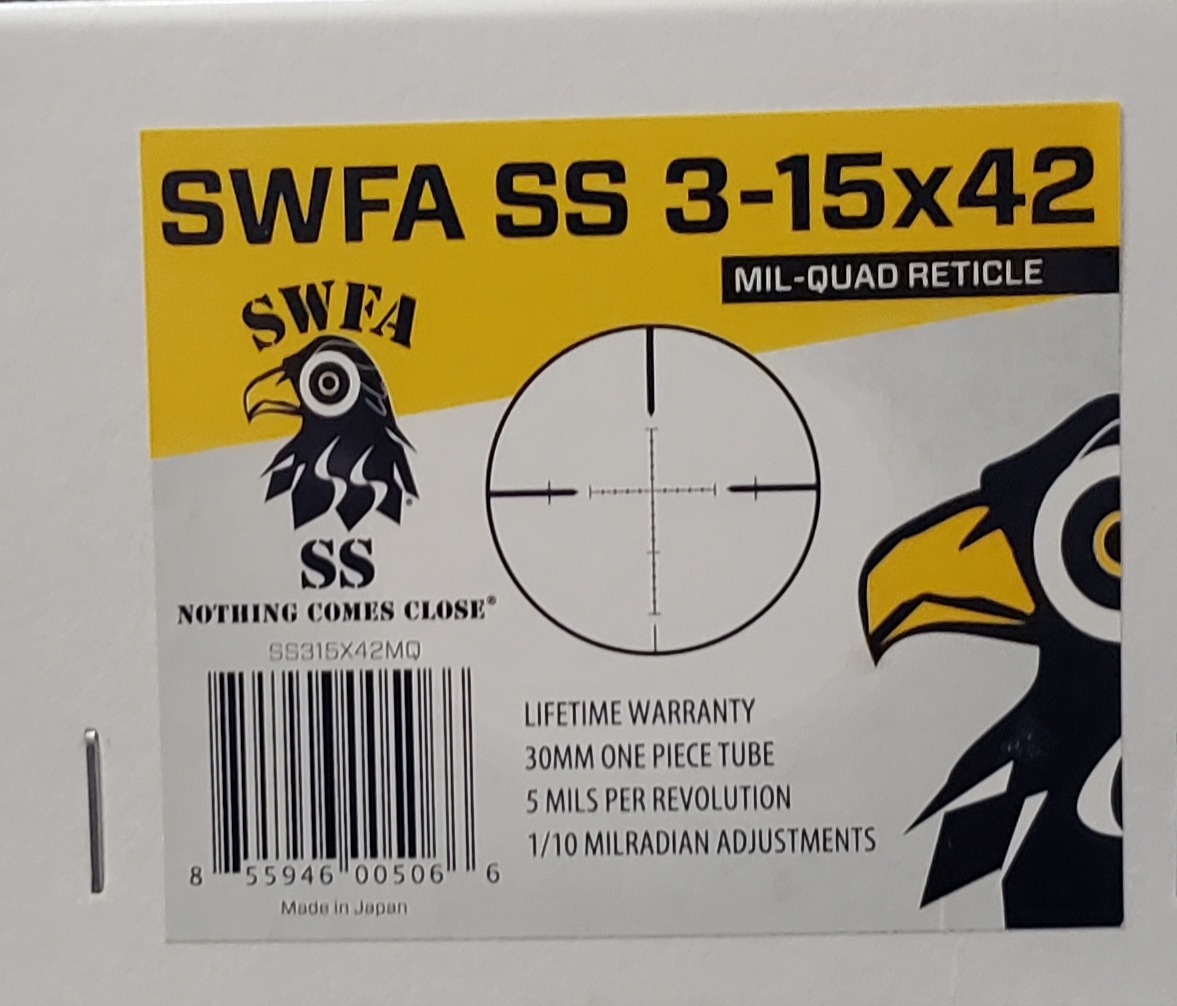 SWFA SS 3-15x42
MIL-QUAD RETICLE
SWFA
SS
NOTHING COMES CLOSE®
SS315X42MQ
8 55946 00506 6
Made in Japan
LIFETIME WARRANTY
30MM ONE PIECE TUBE
5 MILS PER REVOLUTION
1/10 MILRADIAN ADJUSTMENTS